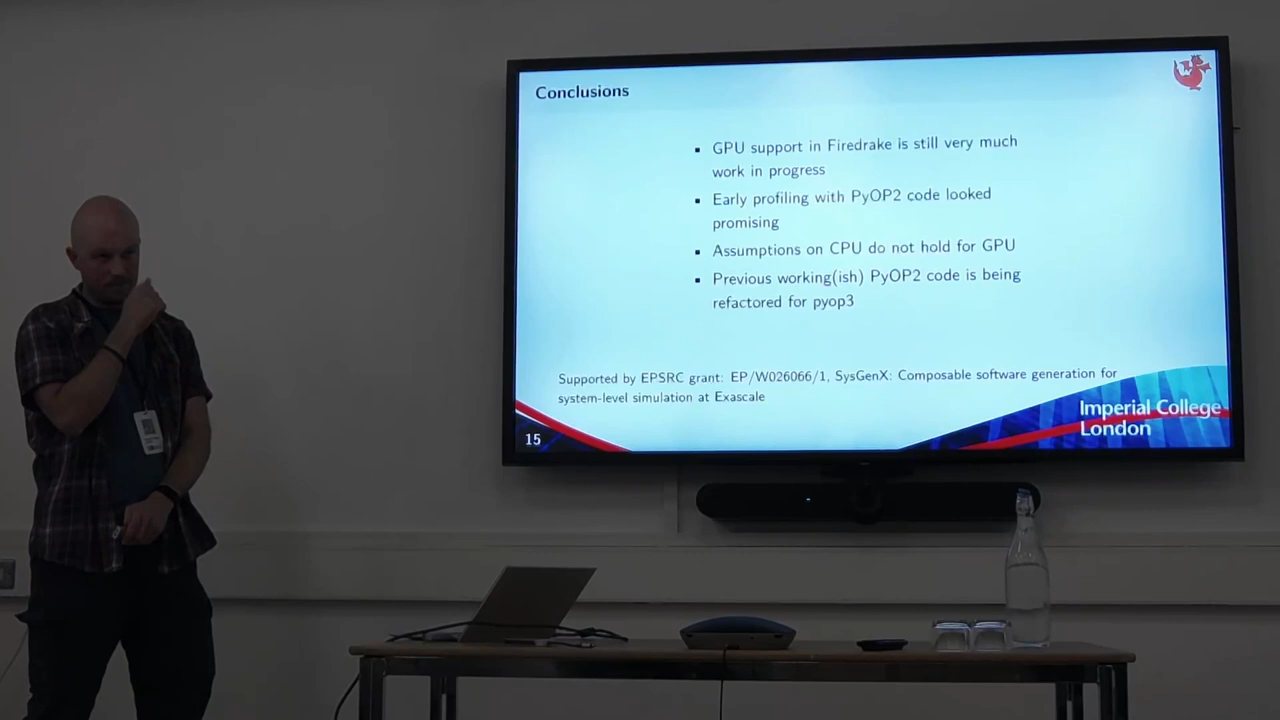 Conclusions
GPU support in Firedrake is still very much
work in progress
Early profiling with PyOP2 code looked
promising
Assumptions on CPU do not hold for GPU
Previous working(ish) PyOP2 code is being
refactored for pyop3
Supported by EPSRC grant: EP/W026066/1, SysGenX: Composable software generation for
system-level simulation at Exascale
Imperial College
London
15